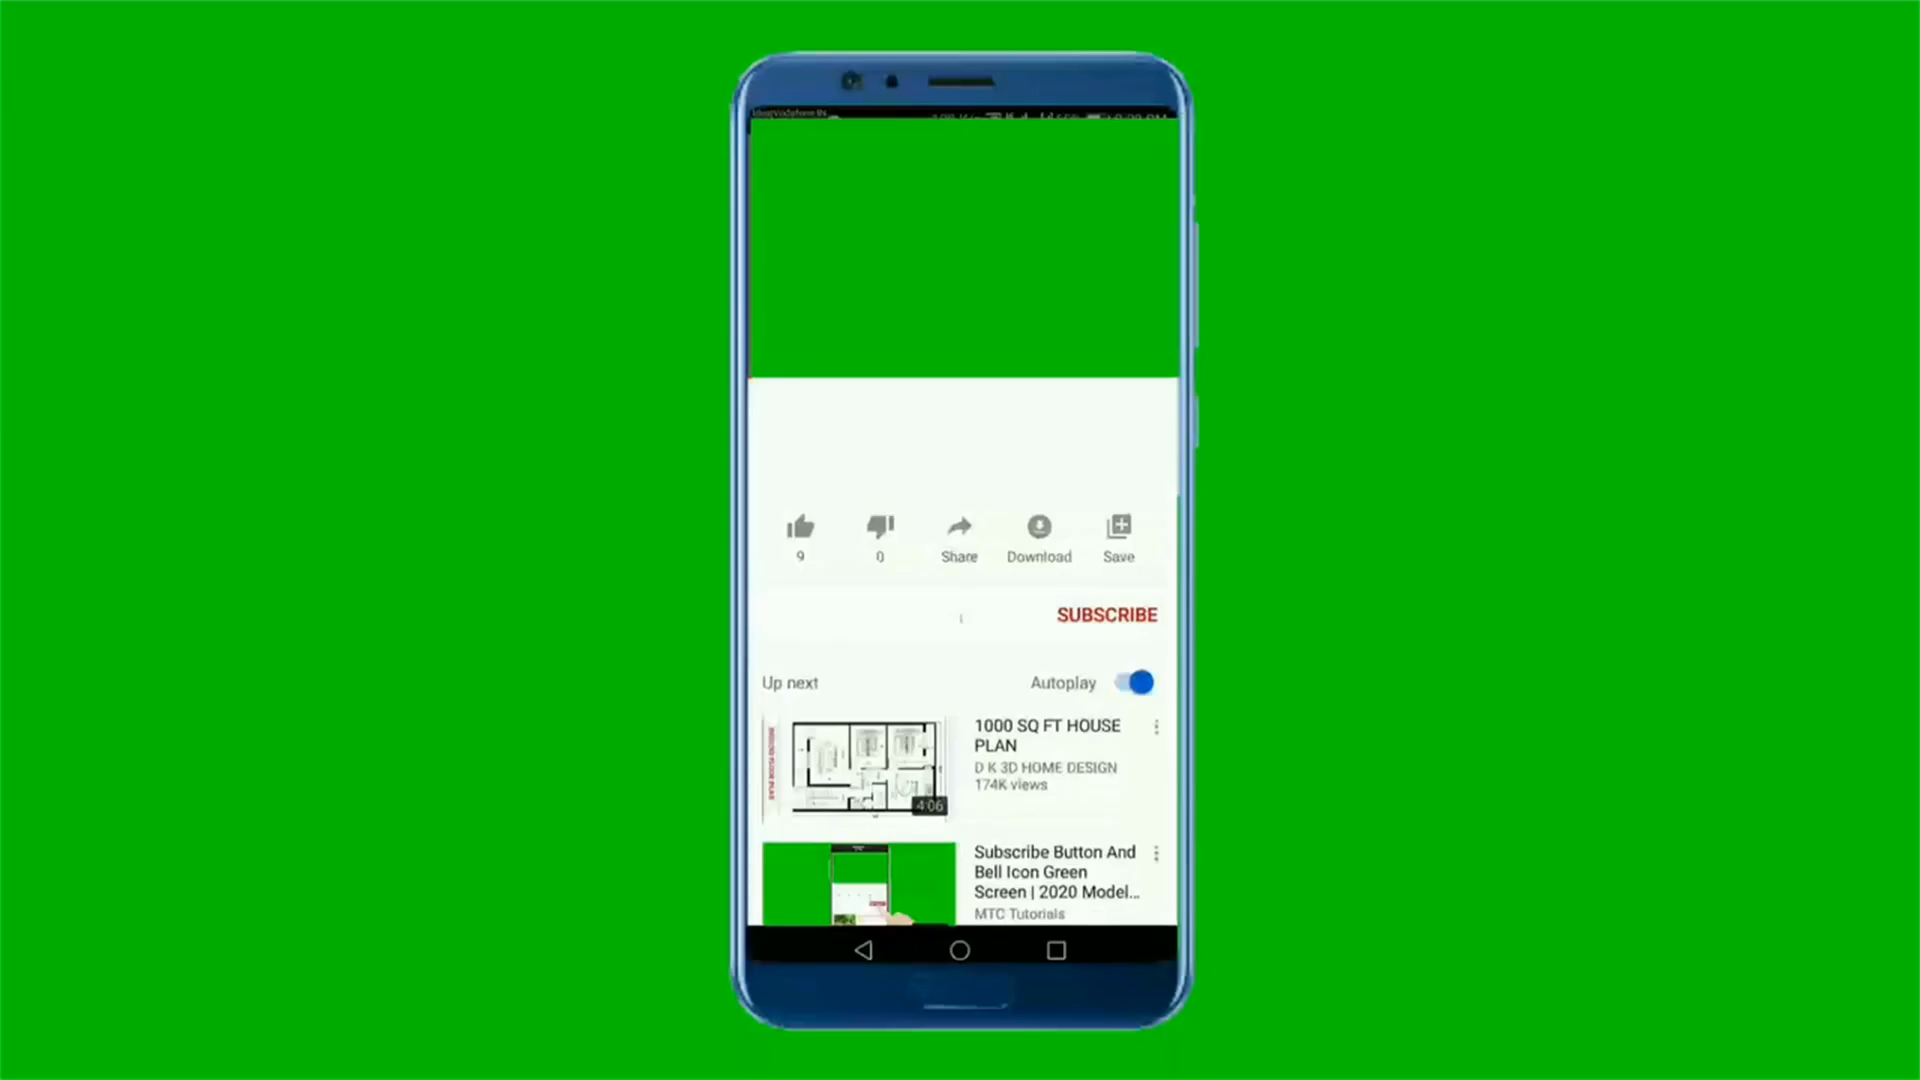 9
0
Share
Download
Save
SUBSCRIBE
Up next
Autoplay
1000 SQ FT HOUSE
PLAN
D K 3D HOME DESIGN
174K views
4:06
Subscribe Button And
Bell Icon Green
Screen | 2020 Model...
MTC Tutorials